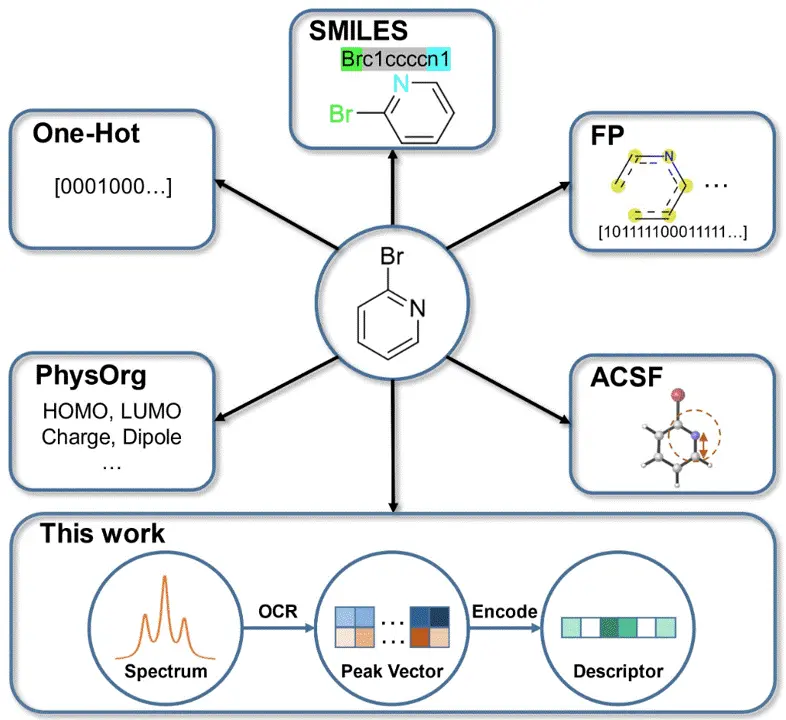 SMILES
Brc1ccccn1
N
Br
One-Hot
[0001000…]
FP
N
…
[101111100011111…]
Br
N
PhysOrg
HOMO, LUMO
Charge, Dipole
…
ACSF
This work
OCR
Encode
Spectrum
Peak Vector
Descriptor